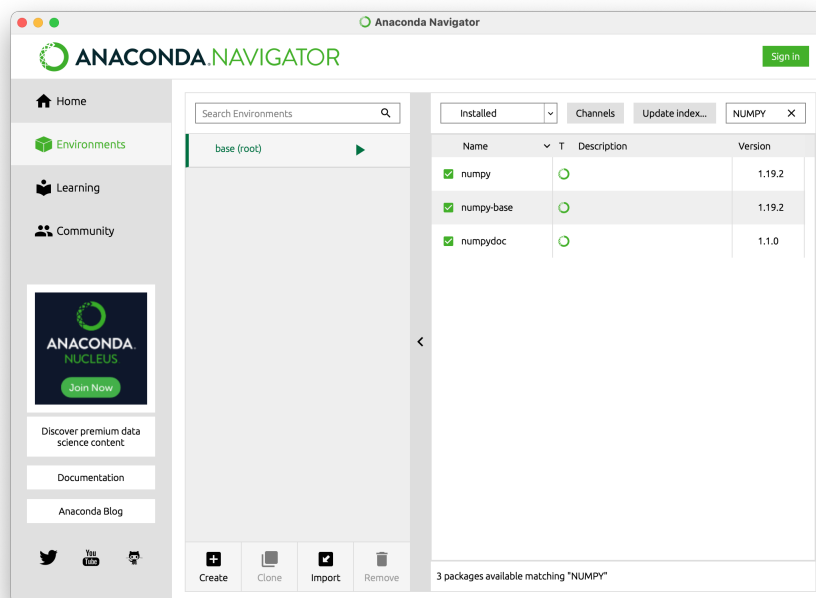 Anaconda Navigator
ANACONDA.NAVIGATOR
Sign in
Home
Environments
Learning
Community
ANACONDA.
NUCLEUS
Join Now
Discover premium data
science content
Documentation
Anaconda Blog
You
Tube
Search Environments
base (root)
Create
Clone
Import
Remove
Installed
Channels
Update index...
NUMPY
Name T Description Version
numpy 1.19.2
numpy-base 1.19.2
numpydoc 1.1.0
3 packages available matching "NUMPY"